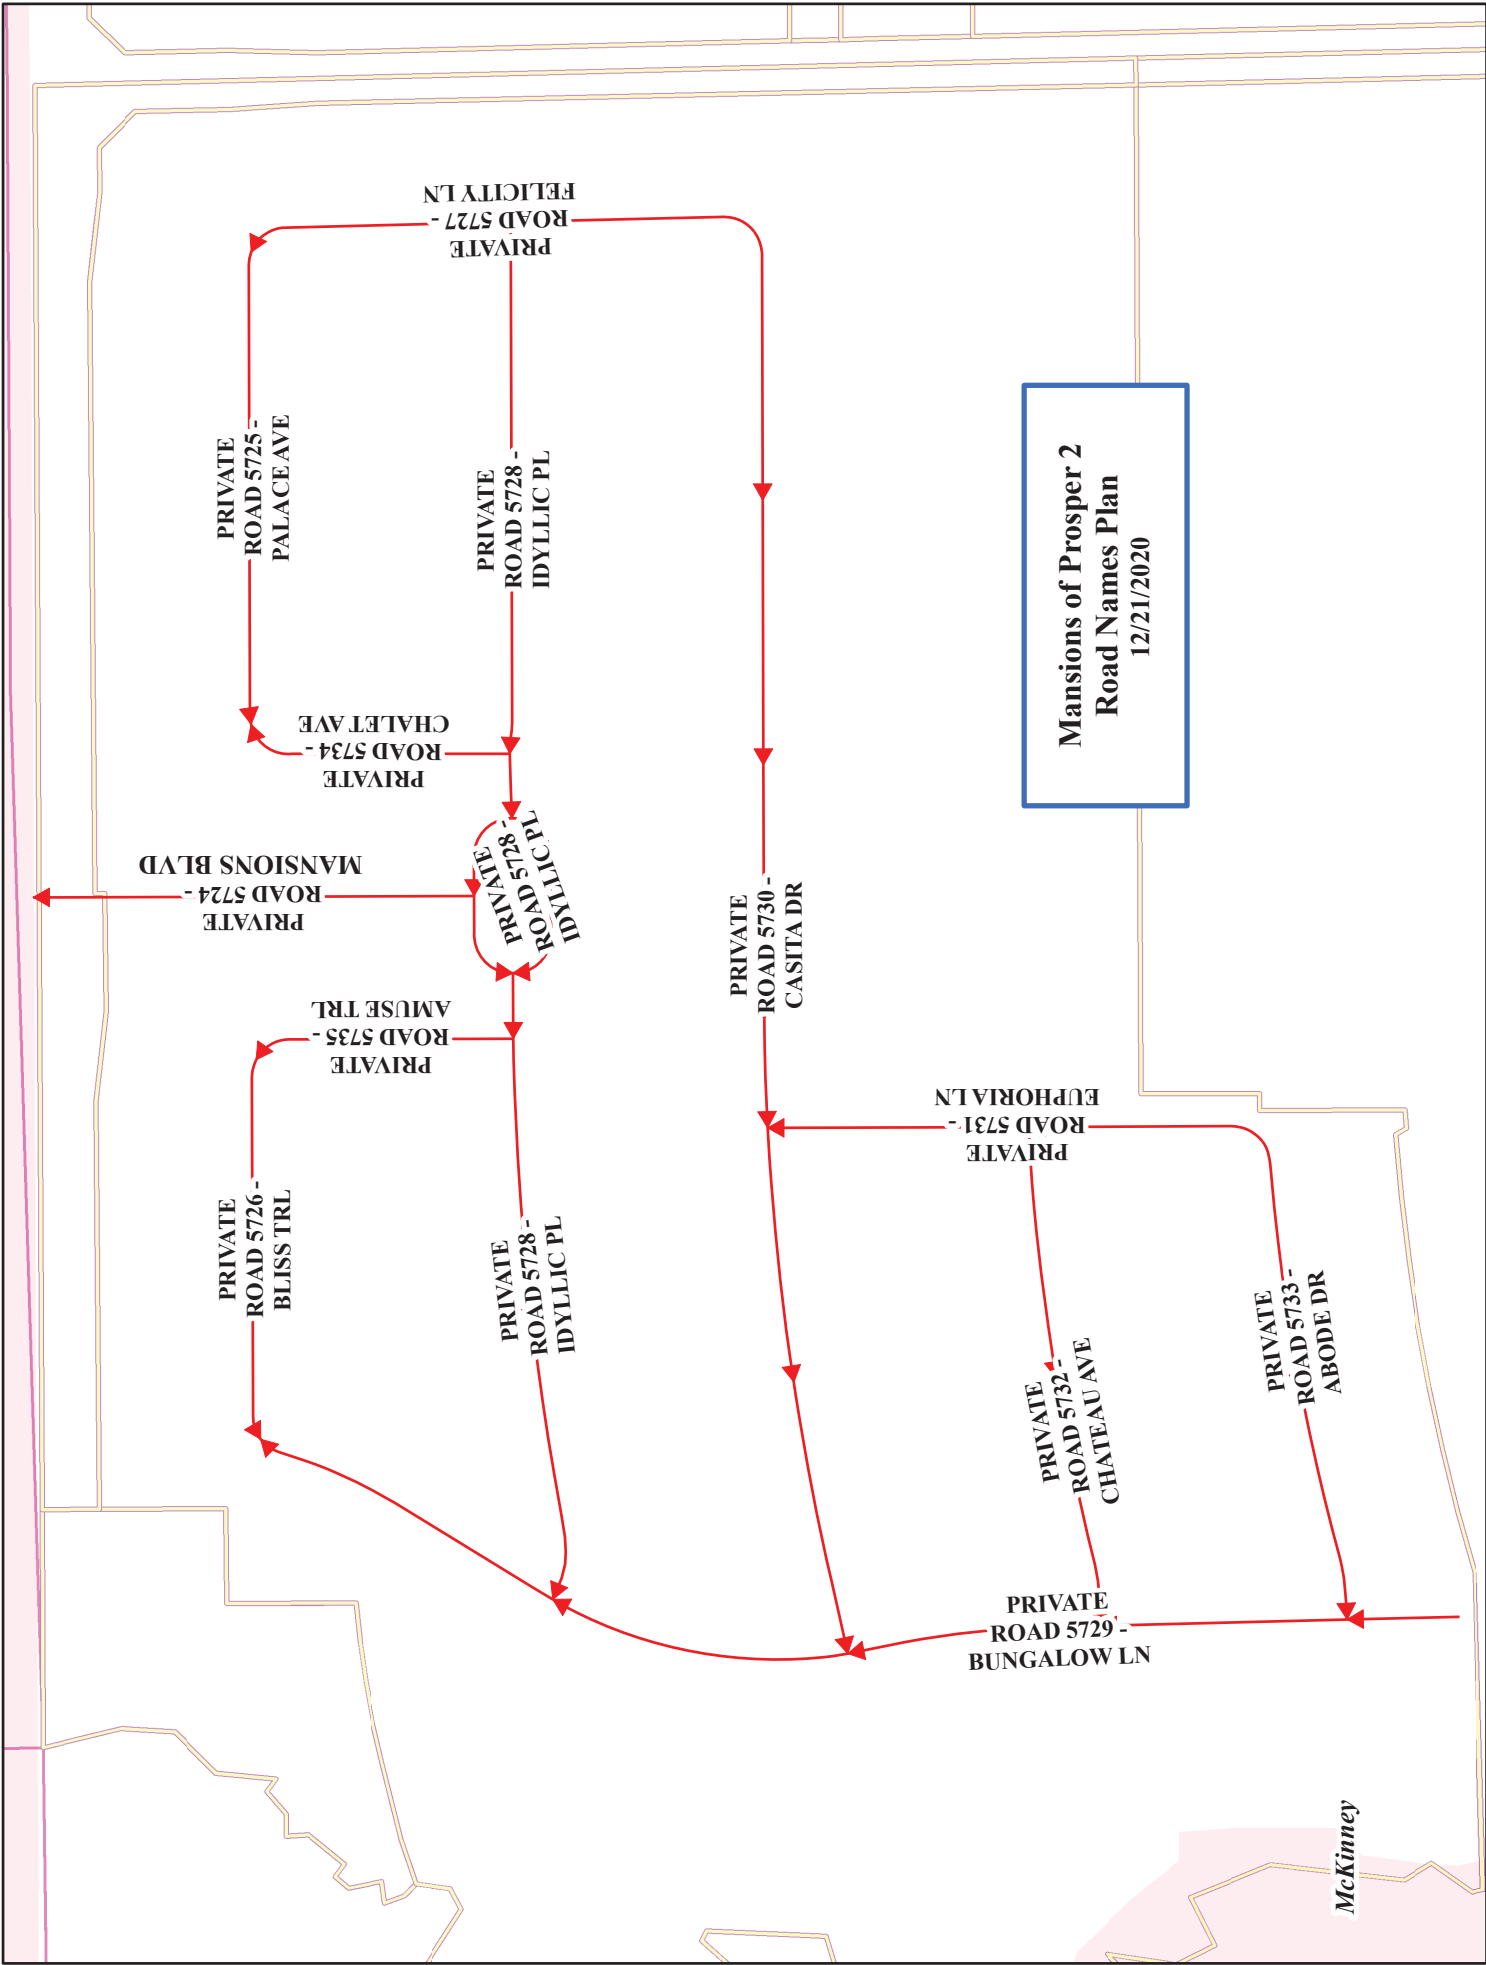 PRIVATE
ROAD 5727 -
FELICITY LN
PRIVATE
ROAD 5725 -
PALACE AVE
PRIVATE
ROAD 5728 -
IDYLLIC PL
PRIVATE
ROAD 5734 -
CHALET AVE
PRIVATE
ROAD 5724 -
MANSIONS BLVD
PRIVATE
ROAD 5728 -
IDYLLIC PL
PRIVATE
ROAD 5730 -
CASITA DR
PRIVATE
ROAD 5735 -
AMUSE TRL
PRIVATE
ROAD 5731 -
EUPHORIA LN
PRIVATE
ROAD 5726 -
BLISS TRL
PRIVATE
ROAD 5728 -
IDYLLIC PL
PRIVATE
ROAD 5732 -
CHATEAU AVE
PRIVATE
ROAD 5733 -
ABODE DR
PRIVATE
ROAD 5729 -
BUNGALOW LN
Mansions of Prosper 2
Road Names Plan
12/21/2020
McKinney